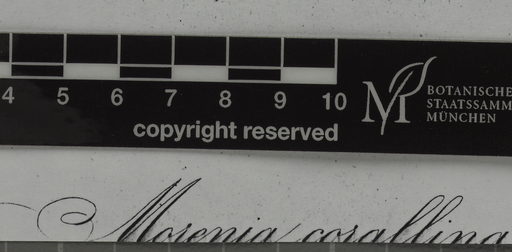 4 5 6 7 8 9 10
copyright reserved
M
BOTANISCHE
STAATSSAMM
MÜNCHEN
Morenia corallina